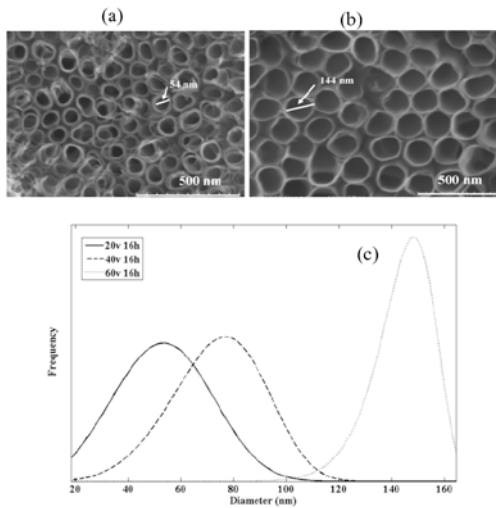 (a)
(b)
54 nm
144 nm
500 nm
500 nm
(c)
20v 16h
40v 16h
60v 16h
Frequency
20
40
60
80
100
120
140
160
Diameter (nm)